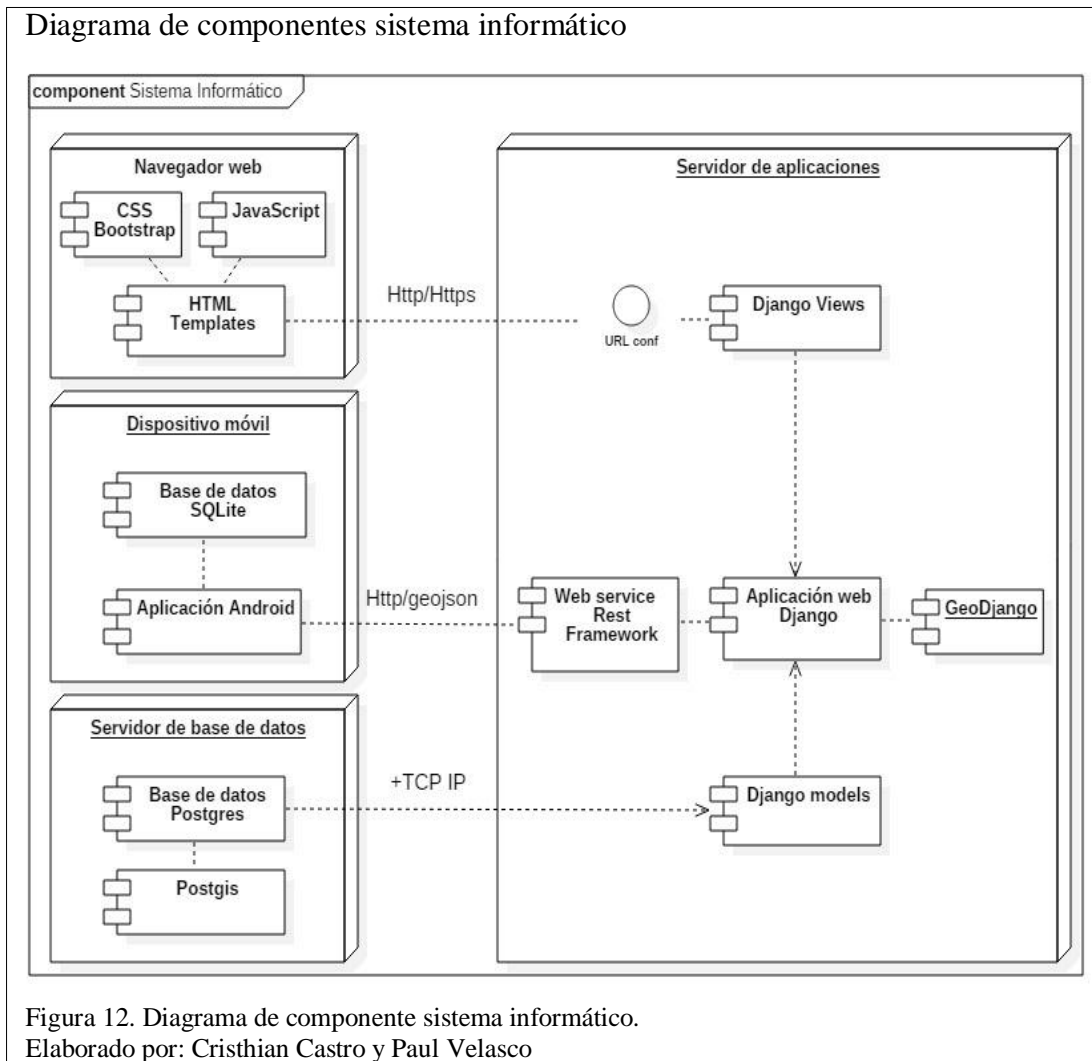 Diagrama de componentes sistema informático
component Sistema Informático
Navegador web
CSS
Bootstrap
JavaScript
HTML
Templates
Http/Https
Servidor de aplicaciones
URL conf
Django Views
Dispositivo móvil
Base de datos
SQLite
Aplicación Android
Http/geojson
Web service
Rest
Framework
Aplicación web
Django
GeoDjango
Servidor de base de datos
Base de datos
Postgres
+TCP IP
Django models
Postgis
Figura 12. Diagrama de componente sistema informático.
Elaborado por: Cristhian Castro y Paul Velasco